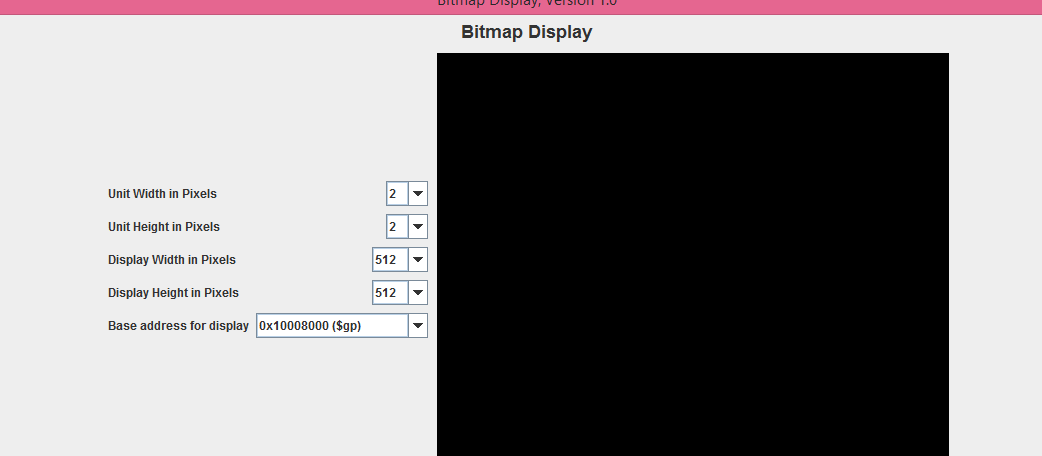 Bitmap Display, Version 1.0
Bitmap Display
Unit Width in Pixels 2
Unit Height in Pixels 2
Display Width in Pixels 512
Display Height in Pixels 512
Base address for display 0x10008000 ($gp)